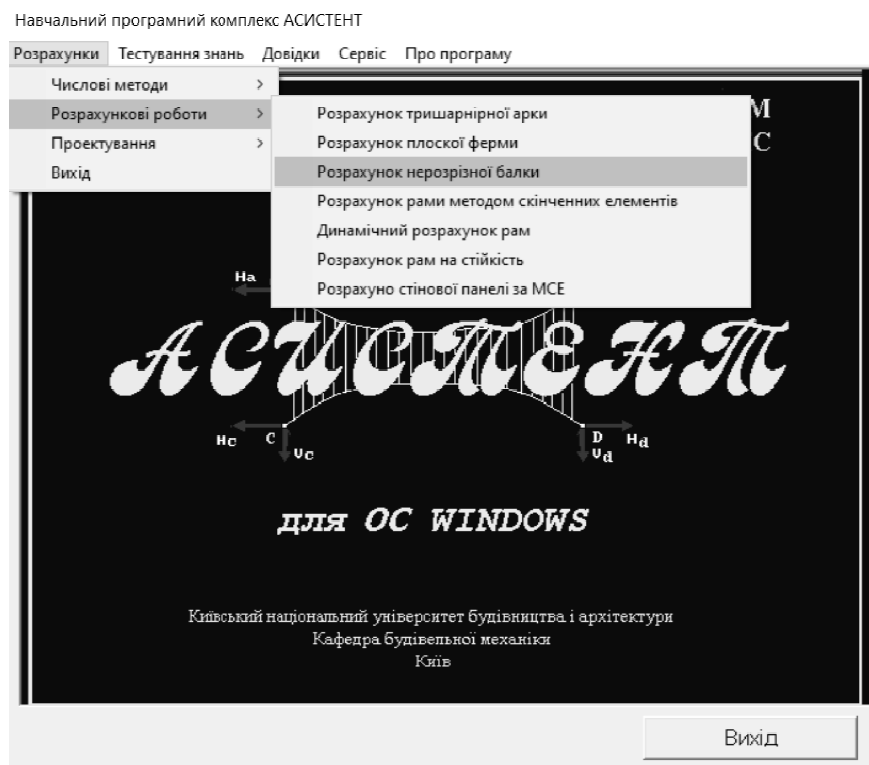 Навчальний програмний комплекс АСИСТЕНТ
Розрахунки Тестування знань Довідки Сервіс Про програму
Числові методи
Розрахункові роботи
Проектування
Вихід
Розрахунок тришарнірної арки
Розрахунок плоскої ферми
Розрахунок нерозрізної балки
Розрахунок рами методом скінченних елементів
Динамічний розрахунок рам
Розрахунок рам на стійкість
Розрахуно стінової панелі за МСЕ
М
С
Ha
АСИСТЕНТ
Hc C Vc D Hd Vd
для ОС WINDOWS
Київський національний університет будівництва і архітектури
Кафедра будівельної механіки
Київ
Вихід